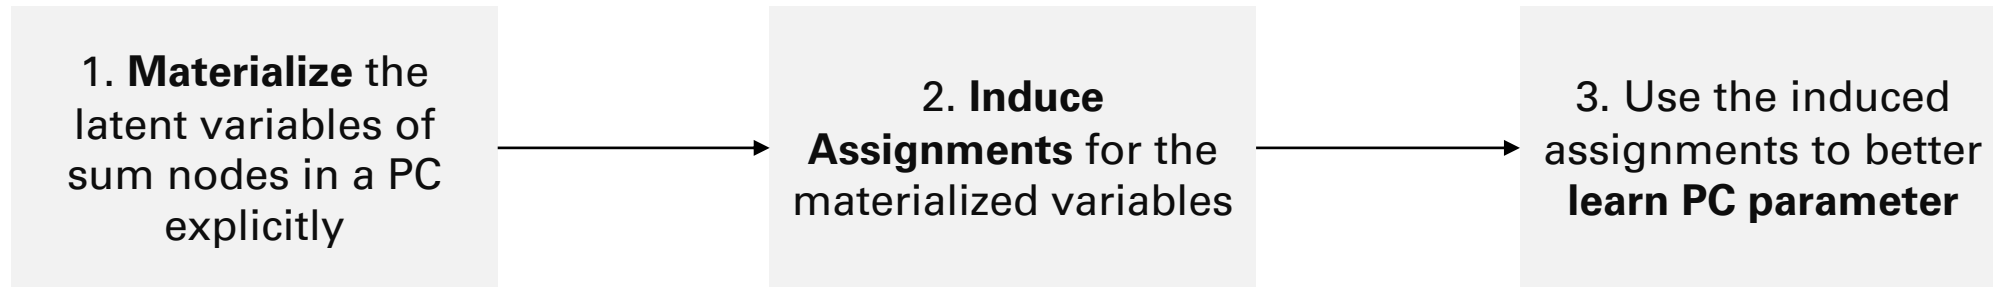 1. Materialize the
latent variables of
sum nodes in a PC
explicitly
2. Induce
Assignments for the
materialized variables
3. Use the induced
assignments to better
learn PC parameter